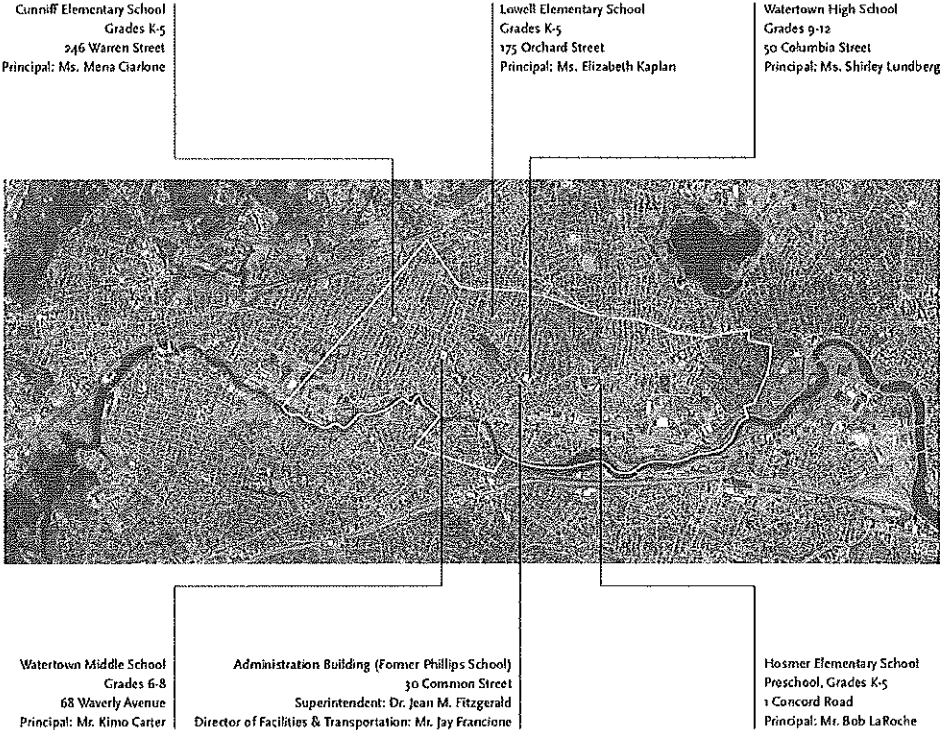 Cunniff Elementary School
Grades K-5
246 Warren Street
Principal: Ms. Mena Ciarlone
Lowell Elementary School
Grades K-5
175 Orchard Street
Principal: Ms. Elizabeth Kaplan
Watertown High School
Grades 9-12
50 Columbia Street
Principal: Ms. Shirley Lundberg
Watertown Middle School
Grades 6-8
68 Waverly Avenue
Principal: Mr. Kimo Carter
Administration Building (Former Phillips School)
30 Common Street
Superintendent: Dr. Jean M. Fitzgerald
Director of Facilities & Transportation: Mr. Jay Francione
Hosmer Elementary School
Preschool, Grades K-5
1 Concord Road
Principal: Mr. Bob LaRoche